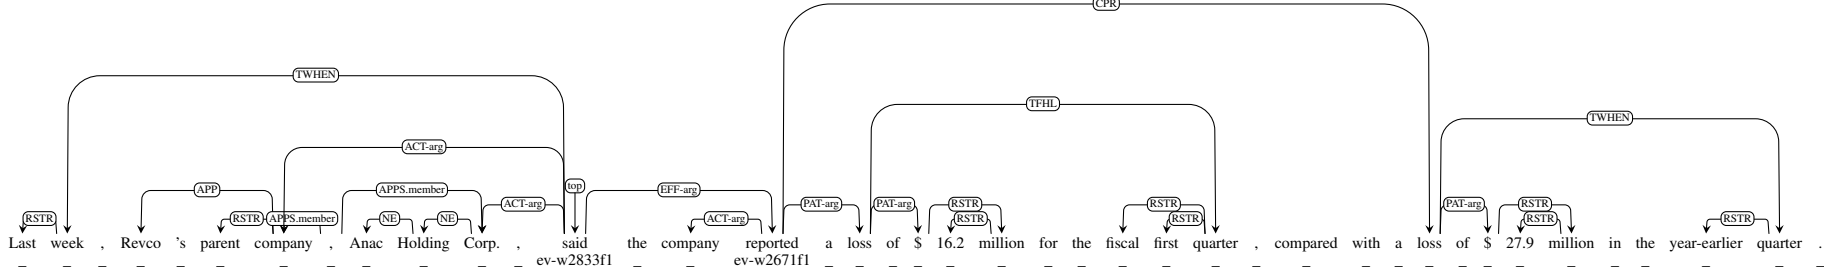 CPR
TWHEN
TFHL
TWHEN
ACT-arg
top
APP APPS.member EFF-arg
ACT-arg PAT-arg PAT-arg RSTR RSTR PAT-arg RSTR
RSTR RSTR APPS.member NE NE ACT-arg RSTR RSTR RSTR RSTR
Last week , Revco 's parent company , Anac Holding Corp. , said the company reported a loss of $ 16.2 million for the fiscal first quarter , compared with a loss of $ 27.9 million in the year-earlier quarter .
_ _ _ _ _ _ _ _ _ _ _ _ ev-w2833f1 _ _ ev-w2671f1 _ _ _ _ _ _ _ _ _ _ _ _ _ _ _ _ _ _ _ _ _ _ _ _ _